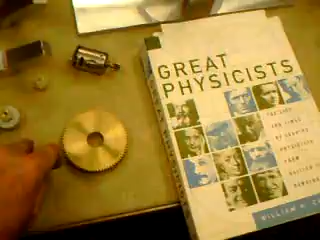 GREAT
PHYSICISTS
THE LIFE
AND TIMES
OF LEADING
PHYSICISTS
FROM
GALILEO TO
HAWKING
WILLIAM H.